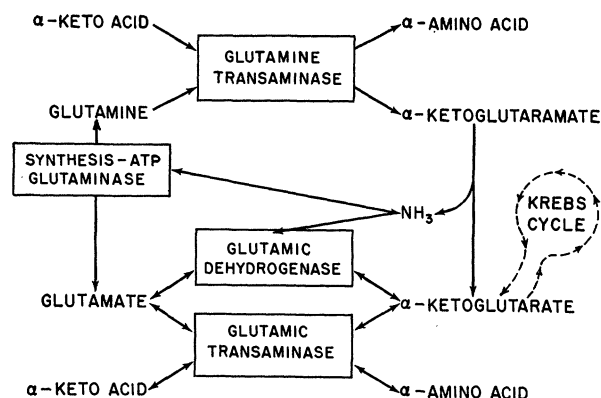 α-KETO ACID
α-AMINO ACID
GLUTAMINE
TRANSAMINASE
GLUTAMINE
α-KETOGLUTARAMATE
SYNTHESIS-ATP
GLUTAMINASE
NH₃
KREBS
CYCLE
GLUTAMIC
DEHYDROGENASE
GLUTAMATE
α-KETOGLUTARATE
GLUTAMIC
TRANSAMINASE
α-KETO ACID
α-AMINO ACID